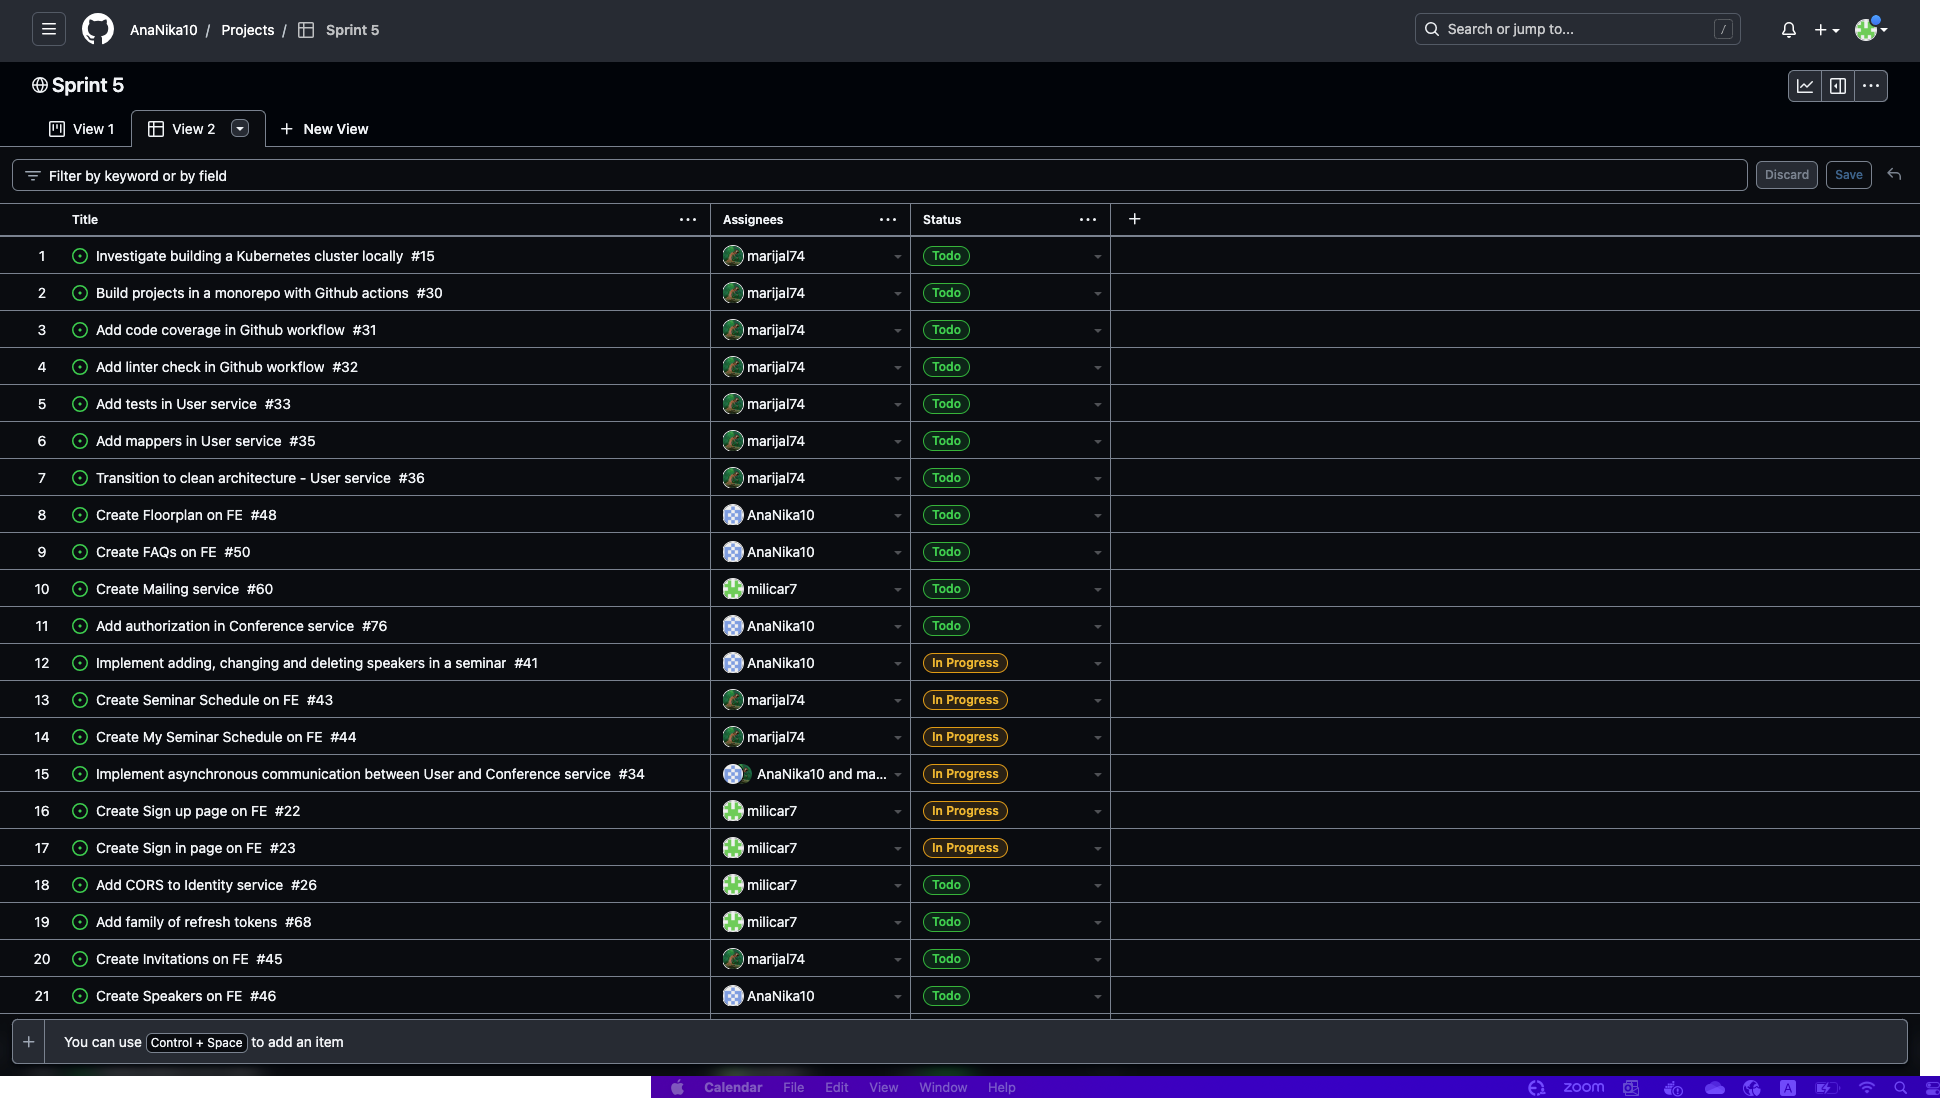 AnaNika10 / Projects / Sprint 5
Search or jump to... /
Sprint 5
View 1 View 2 New View
Filter by keyword or by field Discard Save
Title Assignees Status
1 Investigate building a Kubernetes cluster locally #15 marijal74 Todo
2 Build projects in a monorepo with Github actions #30 marijal74 Todo
3 Add code coverage in Github workflow #31 marijal74 Todo
4 Add linter check in Github workflow #32 marijal74 Todo
5 Add tests in User service #33 marijal74 Todo
6 Add mappers in User service #35 marijal74 Todo
7 Transition to clean architecture - User service #36 marijal74 Todo
8 Create Floorplan on FE #48 AnaNika10 Todo
9 Create FAQs on FE #50 AnaNika10 Todo
10 Create Mailing service #60 milicar7 Todo
11 Add authorization in Conference service #76 AnaNika10 Todo
12 Implement adding, changing and deleting speakers in a seminar #41 AnaNika10 In Progress
13 Create Seminar Schedule on FE #43 marijal74 In Progress
14 Create My Seminar Schedule on FE #44 marijal74 In Progress
15 Implement asynchronous communication between User and Conference service #34 AnaNika10 and ma... In Progress
16 Create Sign up page on FE #22 milicar7 In Progress
17 Create Sign in page on FE #23 milicar7 In Progress
18 Add CORS to Identity service #26 milicar7 Todo
19 Add family of refresh tokens #68 milicar7 Todo
20 Create Invitations on FE #45 marijal74 Todo
21 Create Speakers on FE #46 AnaNika10 Todo
You can use Control + Space to add an item
Calendar File Edit View Window Help zoom A